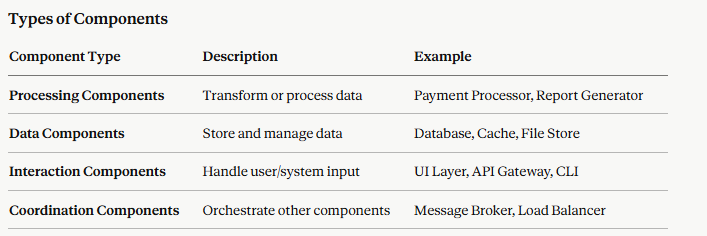 Types of Components
Component Type Description Example
Processing Components Transform or process data Payment Processor, Report Generator
Data Components Store and manage data Database, Cache, File Store
Interaction Components Handle user/system input UI Layer, API Gateway, CLI
Coordination Components Orchestrate other components Message Broker, Load Balancer